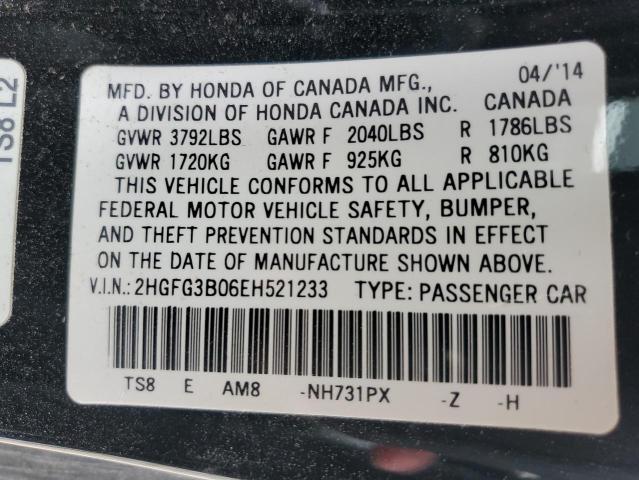 TS8 L2
MFD. BY HONDA OF CANADA MFG., 04/'14
A DIVISION OF HONDA CANADA INC. CANADA
GVWR 3792LBS GAWR F 2040LBS R 1786LBS
GVWR 1720KG GAWR F 925KG R 810KG
THIS VEHICLE CONFORMS TO ALL APPLICABLE
FEDERAL MOTOR VEHICLE SAFETY, BUMPER,
AND THEFT PREVENTION STANDARDS IN EFFECT
ON THE DATE OF MANUFACTURE SHOWN ABOVE.
V.I.N.: 2HGFG3B06EH521233 TYPE: PASSENGER CAR
TS8 E AM8 -NH731PX -Z -H